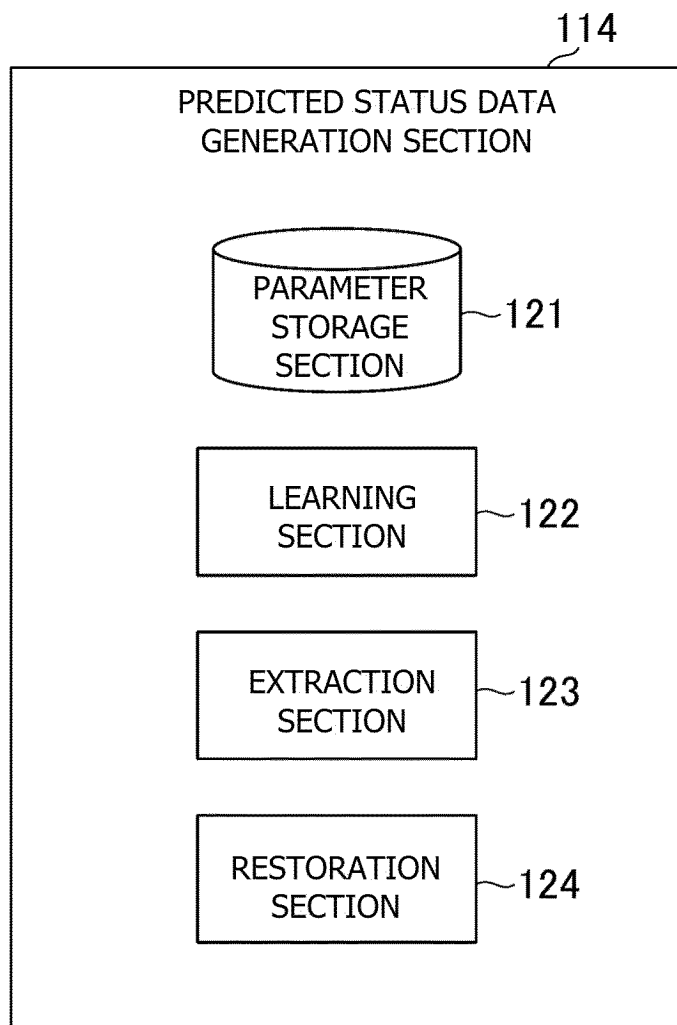 114
PREDICTED STATUS DATA
GENERATION SECTION
PARAMETER
STORAGE
SECTION
121
LEARNING
SECTION
122
EXTRACTION
SECTION
123
RESTORATION
SECTION
124